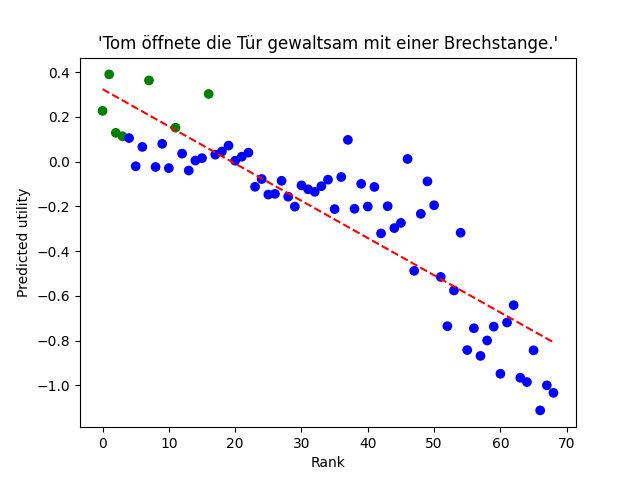 'Tom öffnete die Tür gewaltsam mit einer Brechstange.'
Predicted utility
0.4
0.2
0.0
−0.2
−0.4
−0.6
−0.8
−1.0
0 10 20 30 40 50 60 70
Rank